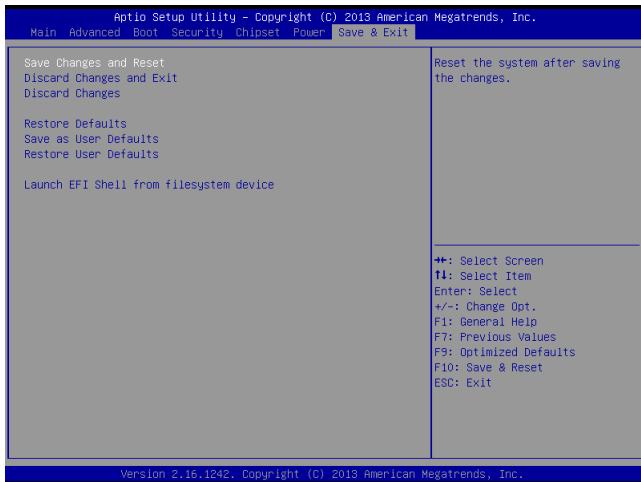 Aptio Setup Utility – Copyright (C) 2013 American Megatrends, Inc.
Main Advanced Boot Security Chipset Power Save & Exit
Save Changes and Reset
Discard Changes and Exit
Discard Changes
Restore Defaults
Save as User Defaults
Restore User Defaults
Launch EFI Shell from filesystem device
Reset the system after saving
the changes.
→←: Select Screen
↑↓: Select Item
Enter: Select
+/-: Change Opt.
F1: General Help
F7: Previous Values
F9: Optimized Defaults
F10: Save & Reset
ESC: Exit
Version 2.16.1242. Copyright (C) 2013 American Megatrends, Inc.